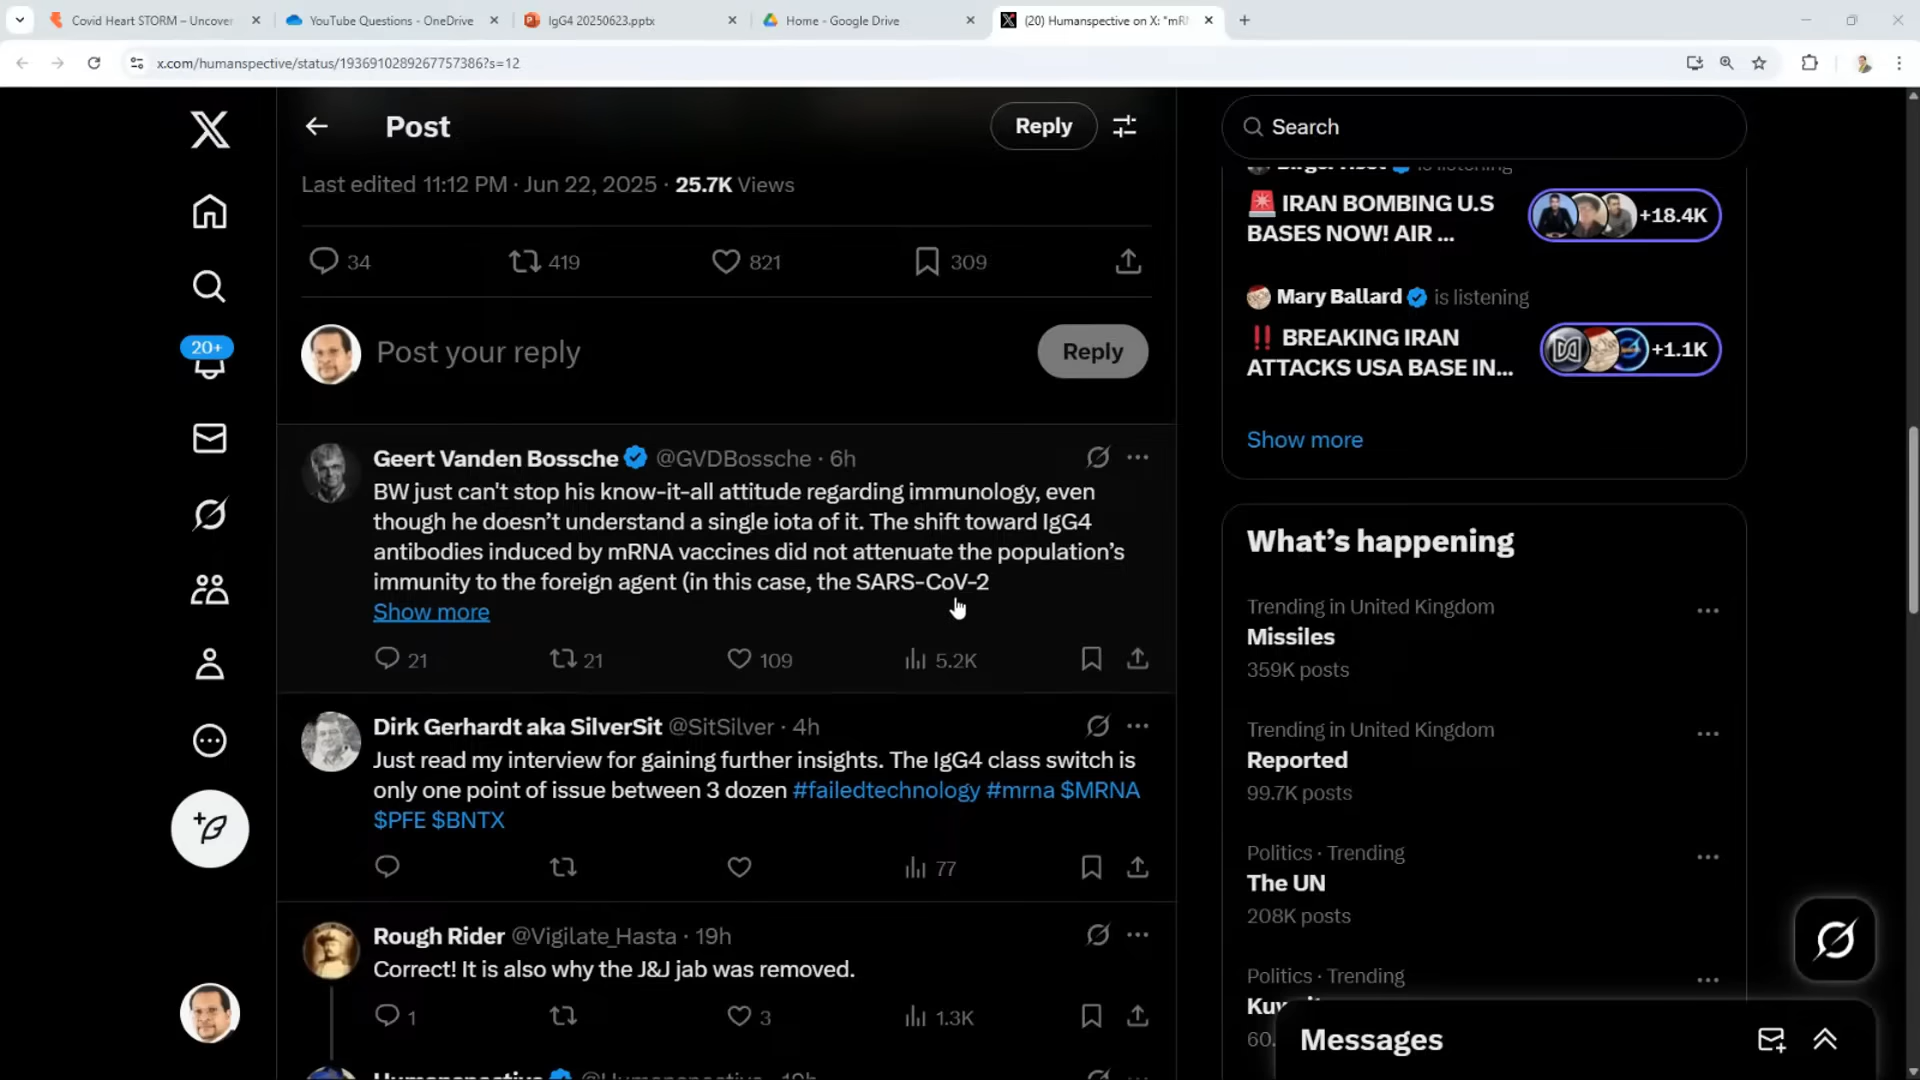 Covid Heart STORM – Uncover
YouTube Questions - OneDrive
IgG4 20250623.pptx
Home - Google Drive
(20) Humanspective on X: "mRN
x.com/humanspective/status/1936910289267757386?s=12
Post
Reply
Last edited 11:12 PM · Jun 22, 2025 · 25.7K Views
34
419
821
309
Post your reply
Reply
Geert Vanden Bossche @GVDBossche · 6h
BW just can't stop his know-it-all attitude regarding immunology, even
though he doesn’t understand a single iota of it. The shift toward IgG4
antibodies induced by mRNA vaccines did not attenuate the population’s
immunity to the foreign agent (in this case, the SARS-CoV-2
Show more
21
21
109
5.2K
Dirk Gerhardt aka SilverSit @SitSilver · 4h
Just read my interview for gaining further insights. The IgG4 class switch is
only one point of issue between 3 dozen #failedtechnology #mrna $MRNA
$PFE $BNTX
77
Rough Rider @Vigilate_Hasta · 19h
Correct! It is also why the J&J jab was removed.
1
3
1.3K
Humanspective @Humanspective · 19h
20+
Search
is listening
IRAN BOMBING U.S
BASES NOW! AIR ...
+18.4K
Mary Ballard is listening
BREAKING IRAN
ATTACKS USA BASE IN...
+1.1K
Show more
What’s happening
Trending in United Kingdom
Missiles
359K posts
Trending in United Kingdom
Reported
99.7K posts
Politics · Trending
The UN
208K posts
Politics · Trending
60.
Messages